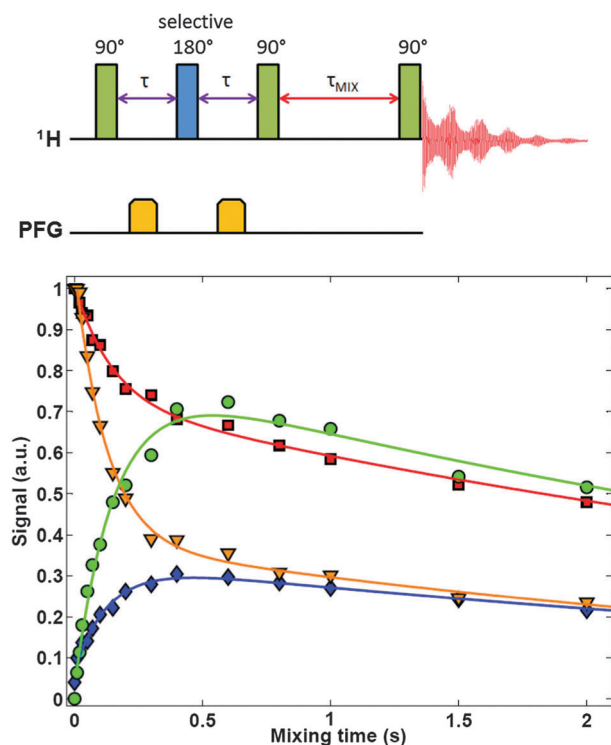 selective
90° 180° 90° 90°
τ τ τMIX
¹H
PFG
1
0.9
0.8
0.7
0.6
0.5
0.4
0.3
0.2
0.1
0
Signal (a.u.)
0 0.5 1 1.5 2
Mixing time (s)